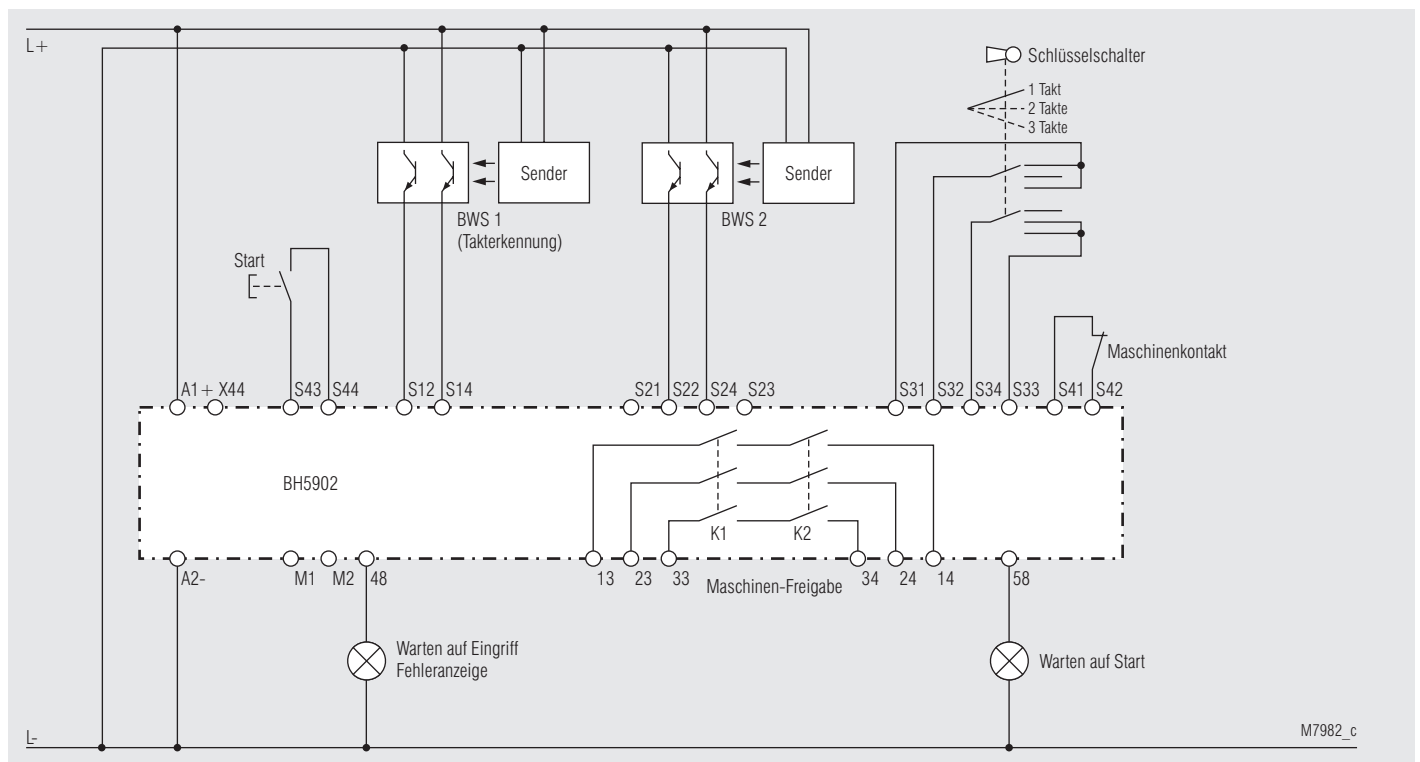 L+
Schlüsselschalter
1 Takt
2 Takte
3 Takte
Sender
Sender
BWS 1
(Takterkennung)
BWS 2
Start
Maschinenkontakt
A1+ X44 S43 S44 S12 S14 S21 S22 S24 S23 S31 S32 S34 S33 S41 S42
BH5902
K1 K2
A2- M1 M2 48 13 23 33 Maschinen-Freigabe 34 24 14 58
Warten auf Eingriff
Fehleranzeige
Warten auf Start
L-
M7982_c